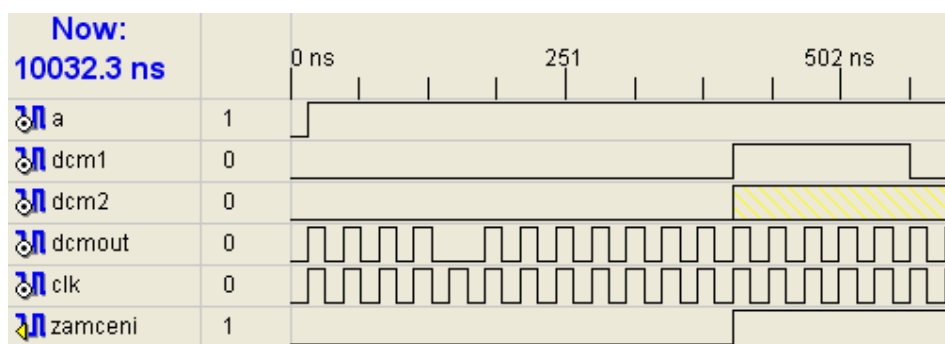 Now:
10032.3 ns
0 ns 251 502 ns
a 1
dcm1 0
dcm2 0
dcmout 0
clk 0
zamceni 1